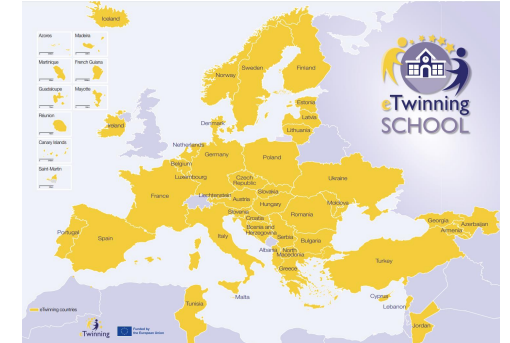 Iceland
Azores
Madeira
Martinique
French Guiana
Guadeloupe
Mayotte
Réunion
Canary Islands
Saint-Martin
eTwinning
SCHOOL
Norway
Sweden
Finland
Estonia
Latvia
Lithuania
Denmark
Ireland
Netherlands
Belgium
Germany
Poland
Luxembourg
Czech
Republic
Slovakia
Ukraine
Liechtenstein
Austria
Hungary
Moldova
France
Slovenia
Croatia
Romania
Bosnia and
Herzegovina
Serbia
Bulgaria
Italy
Albania
North
Macedonia
Portugal
Spain
Greece
Turkey
Georgia
Armenia
Azerbaijan
Malta
Cyprus
Lebanon
Tunisia
Jordan
eTwinning countries
eTwinning
Funded by
the European Union